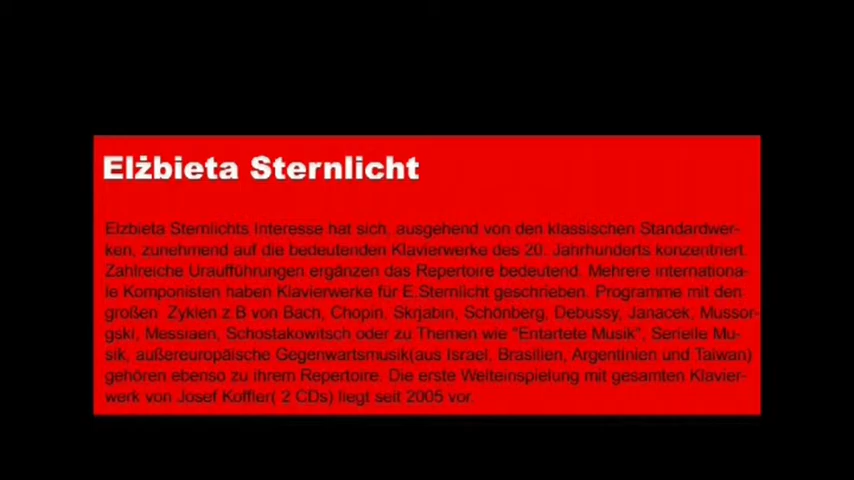 Elżbieta Sternlicht
Elzbieta Sternlichts Interesse hat sich, ausgehend von den klassischen Standardwer-
ken, zunehmend auf die bedeutenden Klavierwerke des 20. Jahrhunderts konzentriert.
Zahlreiche Uraufführungen ergänzen das Repertoire bedeutend. Mehrere internationa-
le Komponisten haben Klavierwerke für E.Sternlicht geschrieben. Programme mit den
großen Zyklen z.B von Bach, Chopin, Skrjabin, Schönberg, Debussy, Janacek, Mussor-
gski, Messiaen, Schostakowitsch oder zu Themen wie "Entartete Musik", Serielle Mu-
sik, außereuropäische Gegenwartsmusik(aus Israel, Brasilien, Argentinien und Taiwan)
gehören ebenso zu ihrem Repertoire. Die erste Welteinspielung mit gesamten Klavier-
werk von Josef Koffler( 2 CDs) liegt seit 2005 vor.